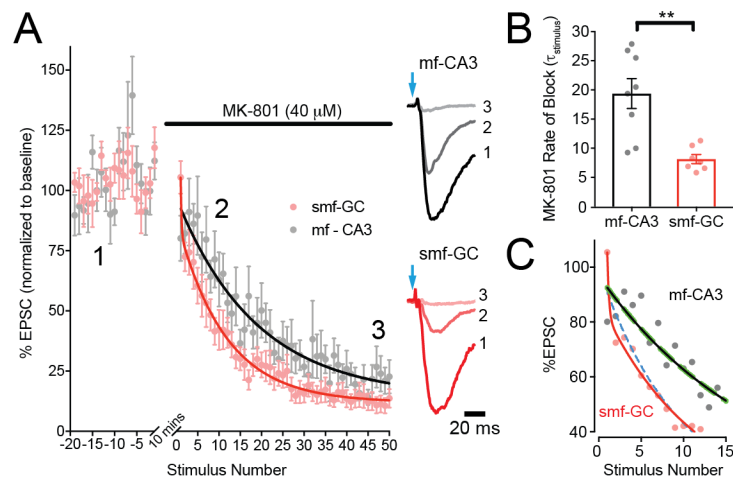 A
% EPSC (normalized to baseline)
150
125
100
75
50
25
0
MK-801 (40 µM)
1
2
3
smf-GC
mf - CA3
-20
-15
-10
-5
10 mins
0
5
10
15
20
25
30
35
40
45
50
Stimulus Number
mf-CA3
3
2
1
smf-GC
3
2
1
20 ms
B
MK-801 Rate of Block (τstimulus)
30
25
20
15
10
5
0
**
mf-CA3
smf-GC
C
%EPSC
100
80
60
40
mf-CA3
smf-GC
0
5
10
15
Stimulus Number